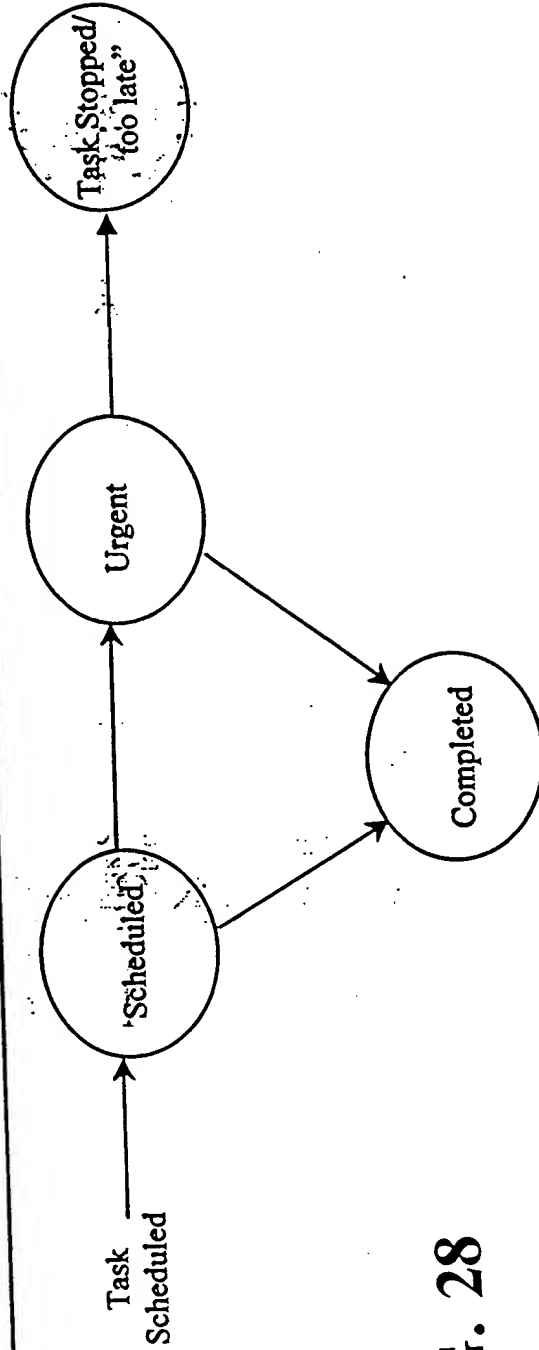 Task
Scheduled
Scheduled
Urgent
Task Stopped/
"too late"
Completed
28